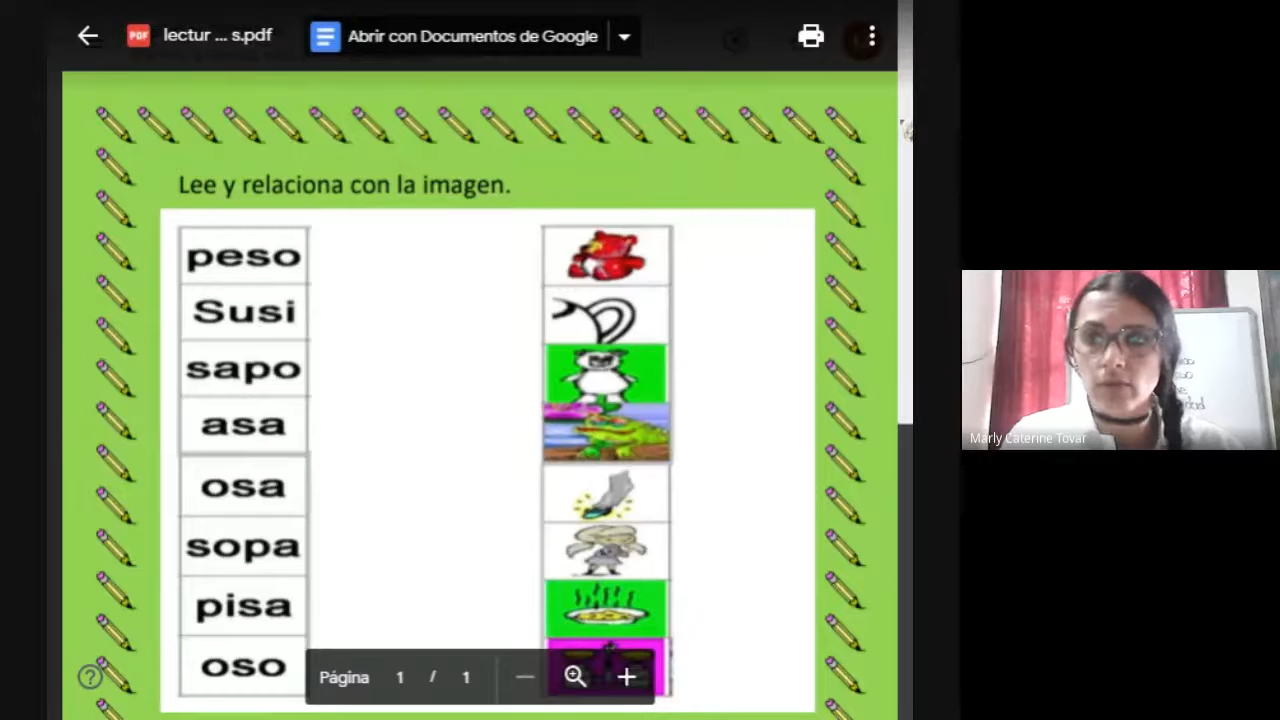 lectur ... s.pdf
Abrir con Documentos de Google
Lee y relaciona con la imagen.
peso
Susi
sapo
asa
osa
sopa
pisa
oso
Página 1 / 1
Marly Caterine Tovar